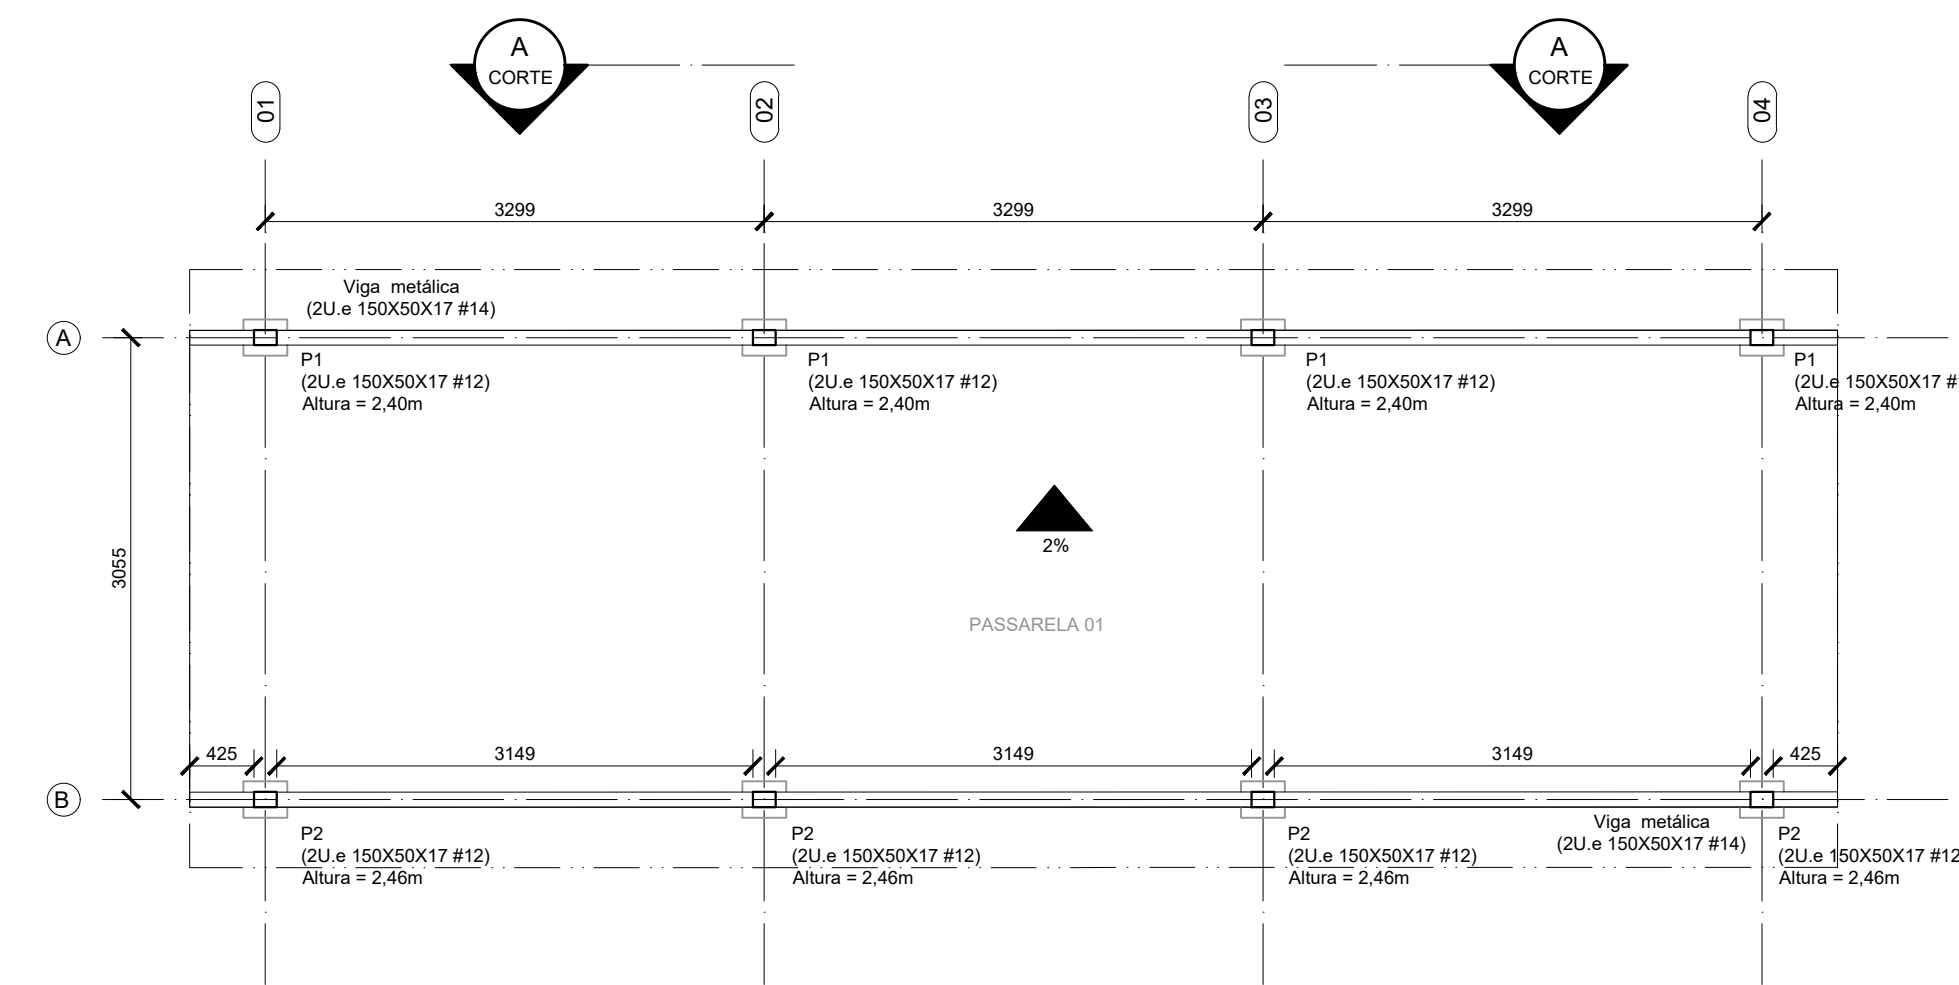 A
CORTE
A
CORTE
01
02
03
04
3299
3299
3299
Viga metálica
(2U.e 150X50X17 #14)
A
P1
(2U.e 150X50X17 #12)
Altura = 2,40m
P1
(2U.e 150X50X17 #12)
Altura = 2,40m
P1
(2U.e 150X50X17 #12)
Altura = 2,40m
P1
(2U.e 150X50X17 #
Altura = 2,40m
3055
2%
PASSARELA 01
425
3149
3149
3149
425
B
Viga metálica
(2U.e 150X50X17 #14)
P2
(2U.e 150X50X17 #12)
Altura = 2,46m
P2
(2U.e 150X50X17 #12)
Altura = 2,46m
P2
(2U.e 150X50X17 #12)
Altura = 2,46m
P2
(2U.e 150X50X17 #12
Altura = 2,46m